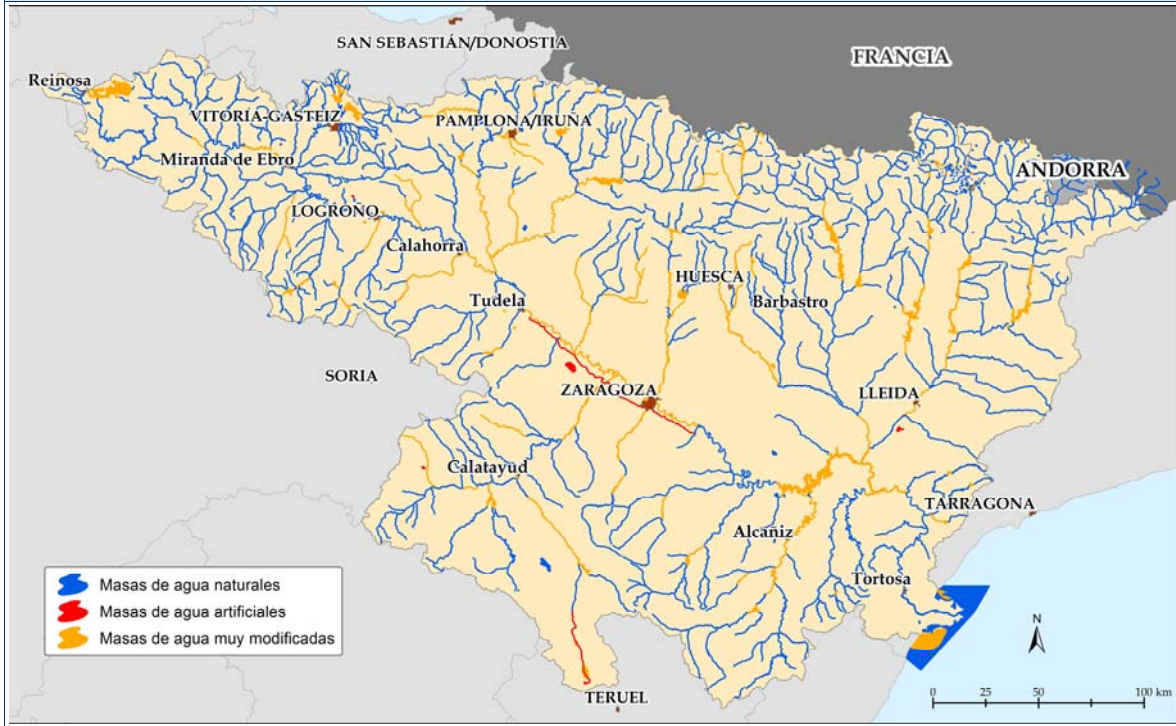 SAN SEBASTIÁN/DONOSTIA
FRANCIA
Reinosa
VITORIA-GASTEIZ
PAMPLONA/IRUÑA
Miranda de Ebro
ANDORRA
LOGROÑO
Calahorra
HUESCA
Barbastro
Tudela
SORIA
ZARAGOZA
LLEIDA
Calatayud
TARRAGONA
Alcañiz
Tortosa
Masas de agua naturales
Masas de agua artificiales
Masas de agua muy modificadas
N
0 25 50 100 km
TERUEL